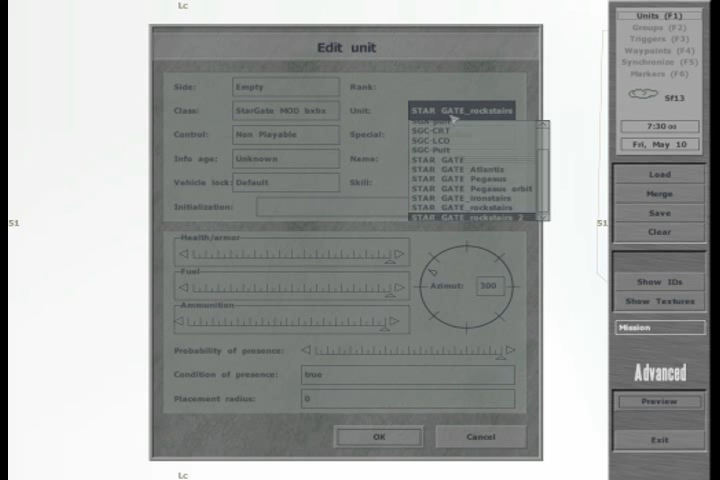 Lc
Edit unit
Side: Empty Rank:
Class: StarGate MOD bxbx Unit: STAR GATE_rockstairs
Control: Non Playable Special:
Info age: Unknown Name:
Vehicle lock: Default Skill:
Initialization:
SGC-CRT
SGC-LCD
SGC-Pult
STAR GATE
STAR GATE Atlantis
STAR GATE Pegasus
STAR GATE Pegasus orbit
STAR GATE_ironstairs
STAR GATE_rockstairs
STAR GATE_rockstairs 2
Health/armor
Fuel
Ammunition
Azimut: 300
Probability of presence:
Condition of presence: true
Placement radius: 0
OK Cancel
Lc
51
51
Units (F1)
Groups (F2)
Triggers (F3)
Waypoints (F4)
Synchronize (F5)
Markers (F6)
Sf13
7:30
Fri, May 10
Load
Merge
Save
Clear
Show IDs
Show Textures
Mission
Advanced
Preview
Exit